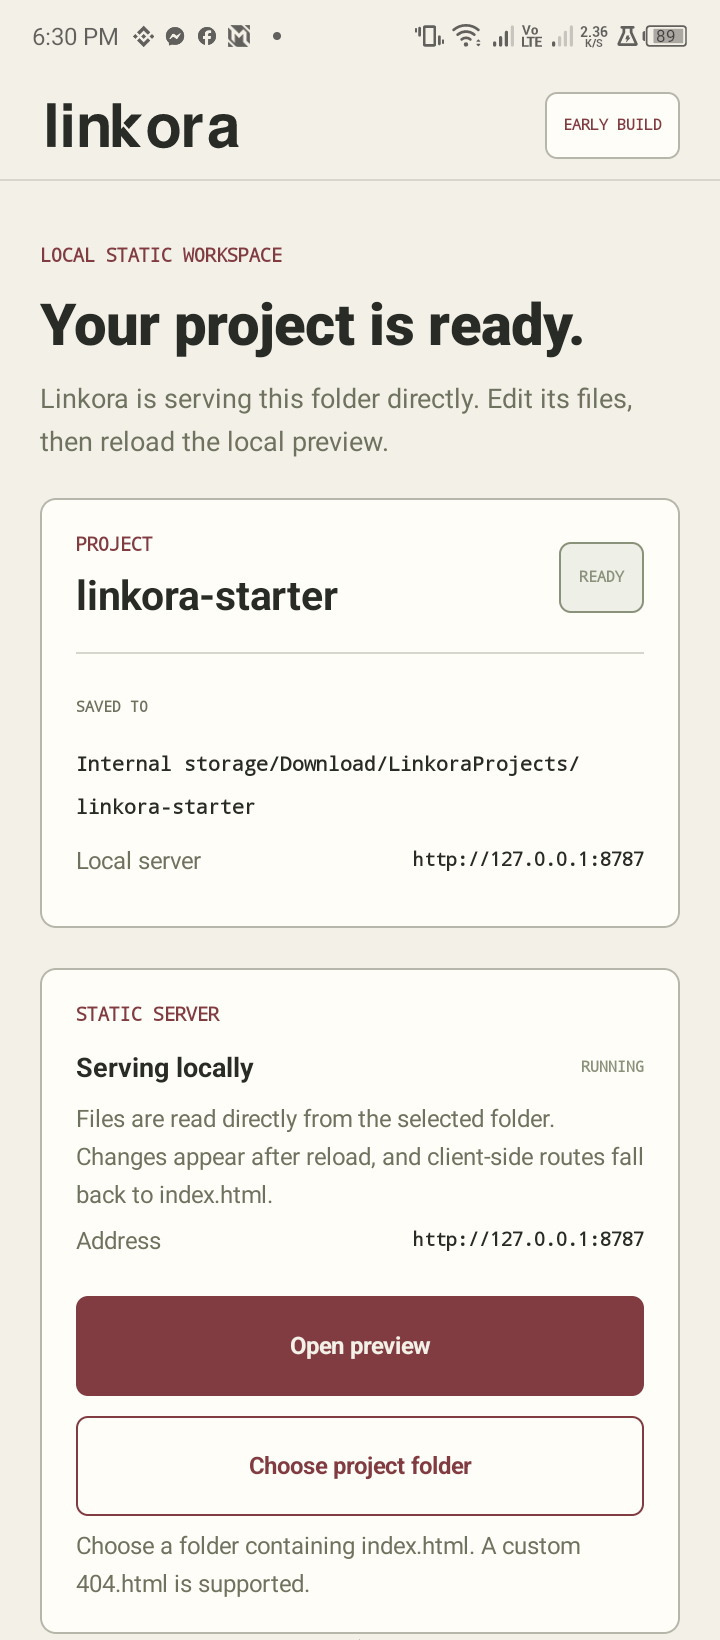 6:30 PM
Vo LTE
2.36 K/S
89
linkora
EARLY BUILD
LOCAL STATIC WORKSPACE
Your project is ready.
Linkora is serving this folder directly. Edit its files,
then reload the local preview.
PROJECT
linkora-starter
READY
SAVED TO
Internal storage/Download/LinkoraProjects/
linkora-starter
Local server http://127.0.0.1:8787
STATIC SERVER
Serving locally
RUNNING
Files are read directly from the selected folder.
Changes appear after reload, and client-side routes fall
back to index.html.
Address http://127.0.0.1:8787
Open preview
Choose project folder
Choose a folder containing index.html. A custom
404.html is supported.